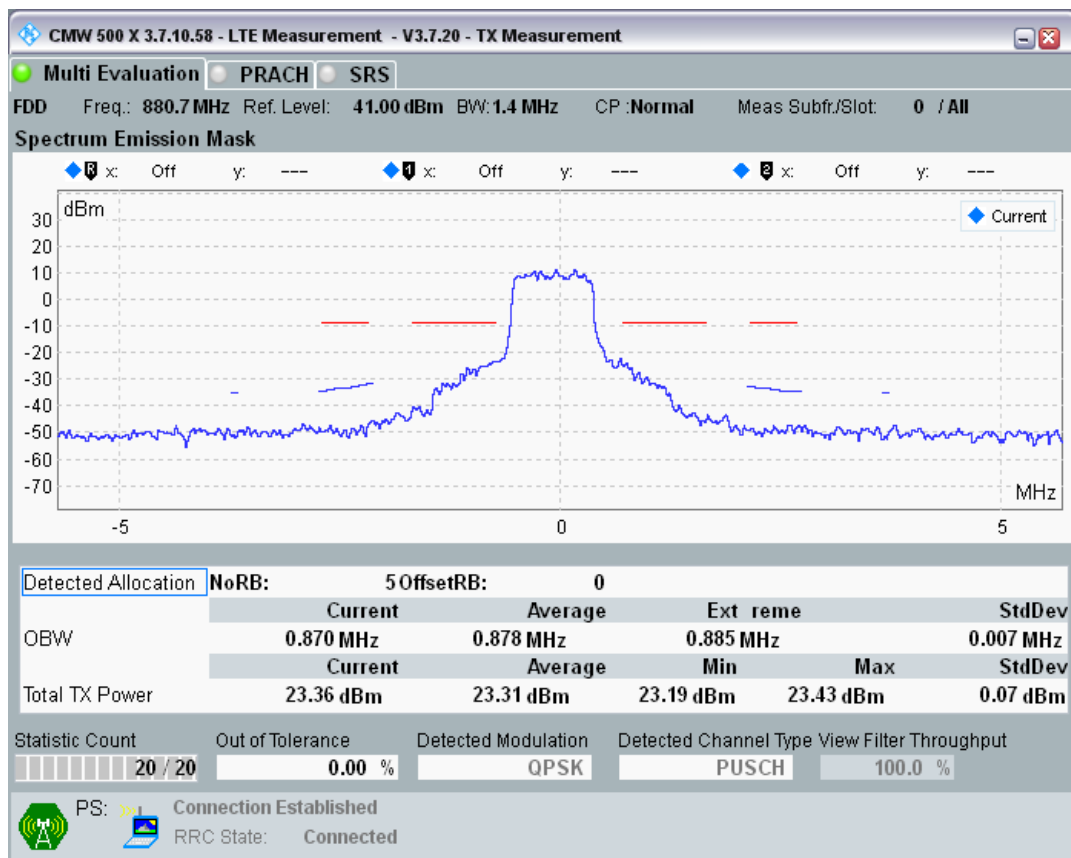 CMW 500 X 3.7.10.58 - LTE Measurement - V3.7.20 - TX Measurement
Multi Evaluation PRACH SRS
FDD Freq.: 880.7 MHz Ref. Level: 41.00 dBm BW: 1.4 MHz CP :Normal Meas Subfr./Slot: 0 / All
Spectrum Emission Mask
R x: Off y: --- 1 x: Off y: --- 2 x: Off y: ---
dBm
Current
30
20
10
0
-10
-20
-30
-40
-50
-60
-70
MHz
-5 0 5
Detected Allocation NoRB: 5 OffsetRB: 0
Current Average Ext reme StdDev
OBW 0.870 MHz 0.878 MHz 0.885 MHz 0.007 MHz
Current Average Min Max StdDev
Total TX Power 23.36 dBm 23.31 dBm 23.19 dBm 23.43 dBm 0.07 dBm
Statistic Count Out of Tolerance Detected Modulation Detected Channel Type View Filter Throughput
20 / 20 0.00 % QPSK PUSCH 100.0 %
PS: Connection Established
RRC State: Connected